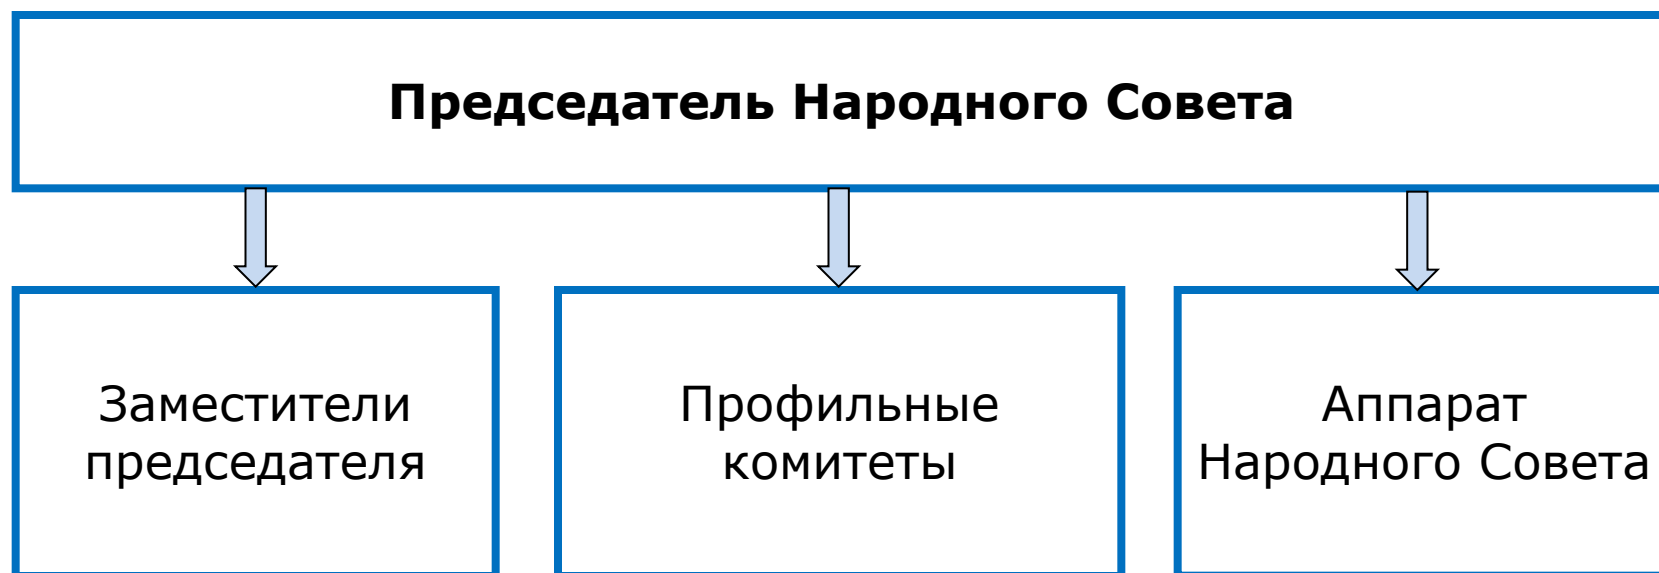 Председатель Народного Совета
Заместители
председателя
Профильные
комитеты
Аппарат
Народного Совета